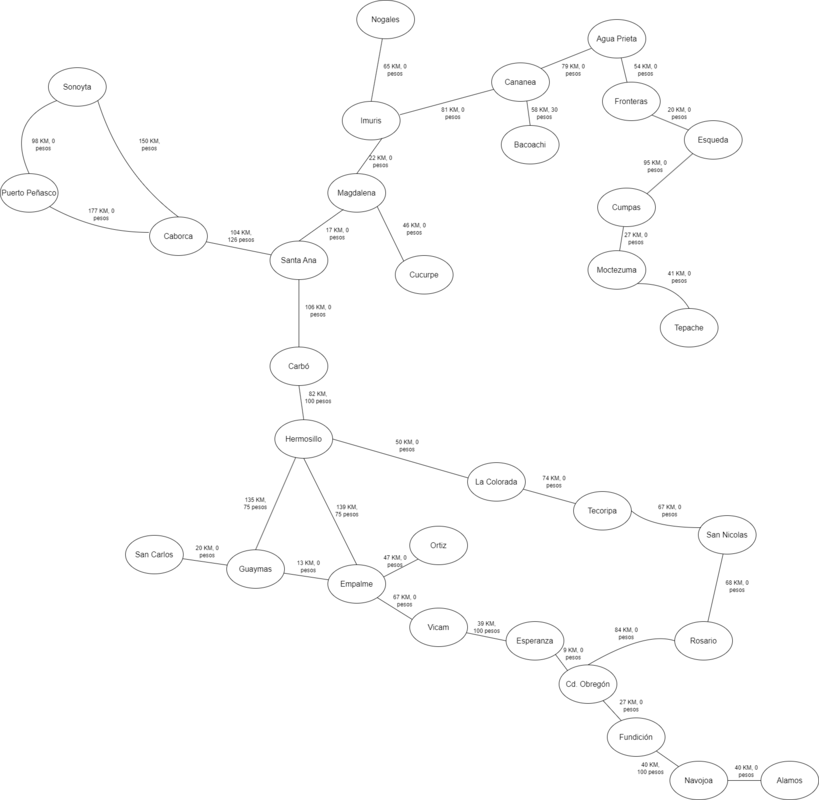 Nogales
Agua Prieta
65 KM, 0
pesos
79 KM, 0
pesos
54 KM, 0
pesos
Sonoyta
Cananea
Fronteras
81 KM, 0
pesos
58 KM, 30
pesos
20 KM, 0
pesos
Imuris
98 KM, 0
pesos
150 KM,
pesos
Bacoachi
Esqueda
22 KM, 0
pesos
95 KM, 0
pesos
Puerto Peñasco
Magdalena
177 KM, 0
pesos
Cumpas
17 KM, 0
pesos
46 KM, 0
pesos
Caborca
104 KM,
126 pesos
27 KM, 0
pesos
Santa Ana
Cucurpe
Moctezuma
41 KM, 0
pesos
106 KM, 0
pesos
Tepache
Carbó
82 KM,
100 pesos
Hermosillo
50 KM, 0
pesos
La Colorada
74 KM, 0
pesos
135 KM,
75 pesos
139 KM,
75 pesos
Tecoripa
67 KM, 0
pesos
San Nicolas
Ortiz
20 KM, 0
pesos
San Carlos
47 KM, 0
pesos
Guaymas
13 KM, 0
pesos
Empalme
68 KM, 0
pesos
67 KM, 0
pesos
Vicam
39 KM,
100 pesos
Esperanza
84 KM, 0
pesos
Rosario
9 KM, 0
pesos
Cd. Obregón
27 KM, 0
pesos
Fundición
40 KM,
100 pesos
40 KM, 0
pesos
Navojoa
Alamos